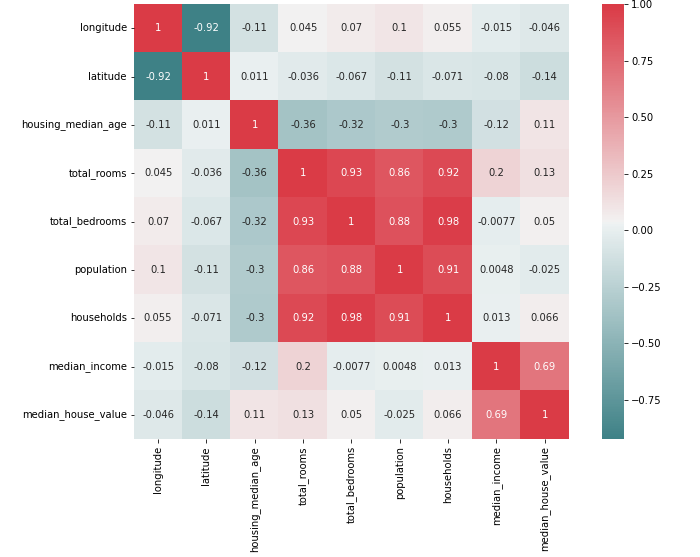 longitude 1 -0.92 -0.11 0.045 0.07 0.1 0.055 -0.015 -0.046
latitude -0.92 1 0.011 -0.036 -0.067 -0.11 -0.071 -0.08 -0.14
housing_median_age -0.11 0.011 1 -0.36 -0.32 -0.3 -0.3 -0.12 0.11
total_rooms 0.045 -0.036 -0.36 1 0.93 0.86 0.92 0.2 0.13
total_bedrooms 0.07 -0.067 -0.32 0.93 1 0.88 0.98 -0.0077 0.05
population 0.1 -0.11 -0.3 0.86 0.88 1 0.91 0.0048 -0.025
households 0.055 -0.071 -0.3 0.92 0.98 0.91 1 0.013 0.066
median_income -0.015 -0.08 -0.12 0.2 -0.0077 0.0048 0.013 1 0.69
median_house_value -0.046 -0.14 0.11 0.13 0.05 -0.025 0.066 0.69 1
longitude
latitude
housing_median_age
total_rooms
total_bedrooms
population
households
median_income
median_house_value
1.00
0.75
0.50
0.25
0.00
-0.25
-0.50
-0.75